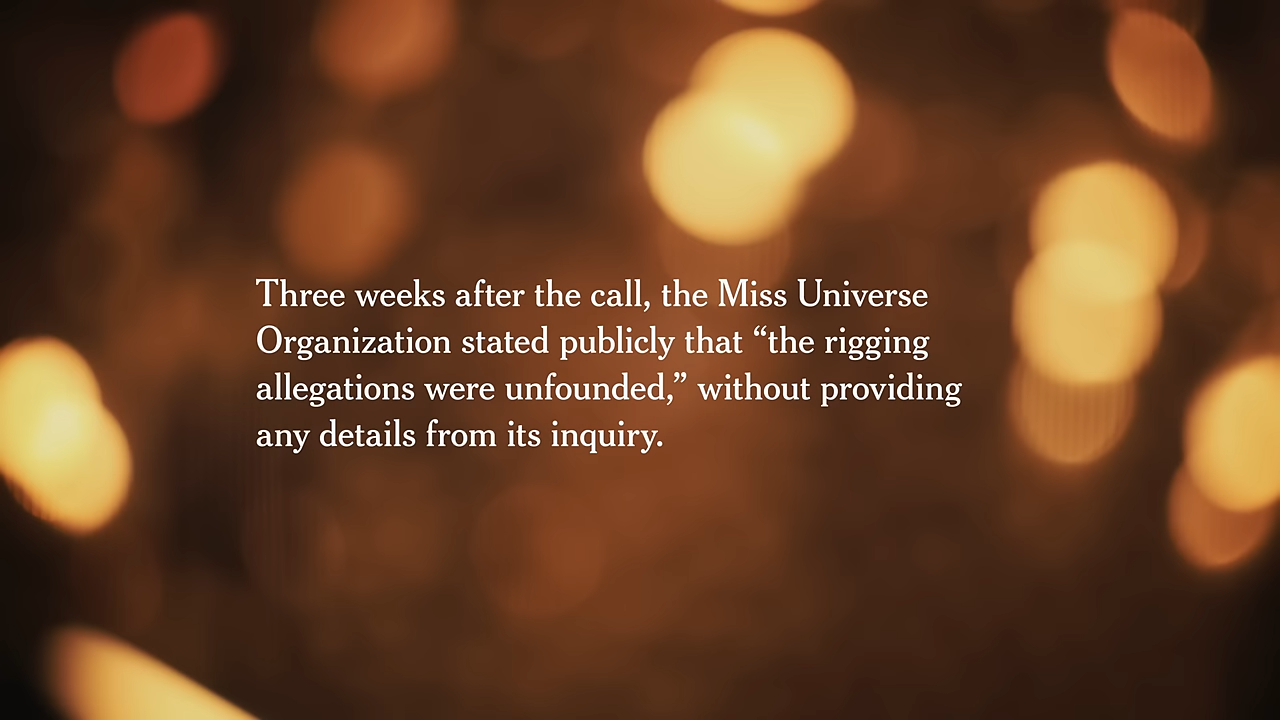 Three weeks after the call, the Miss Universe
Organization stated publicly that “the rigging
allegations were unfounded,” without providing
any details from its inquiry.